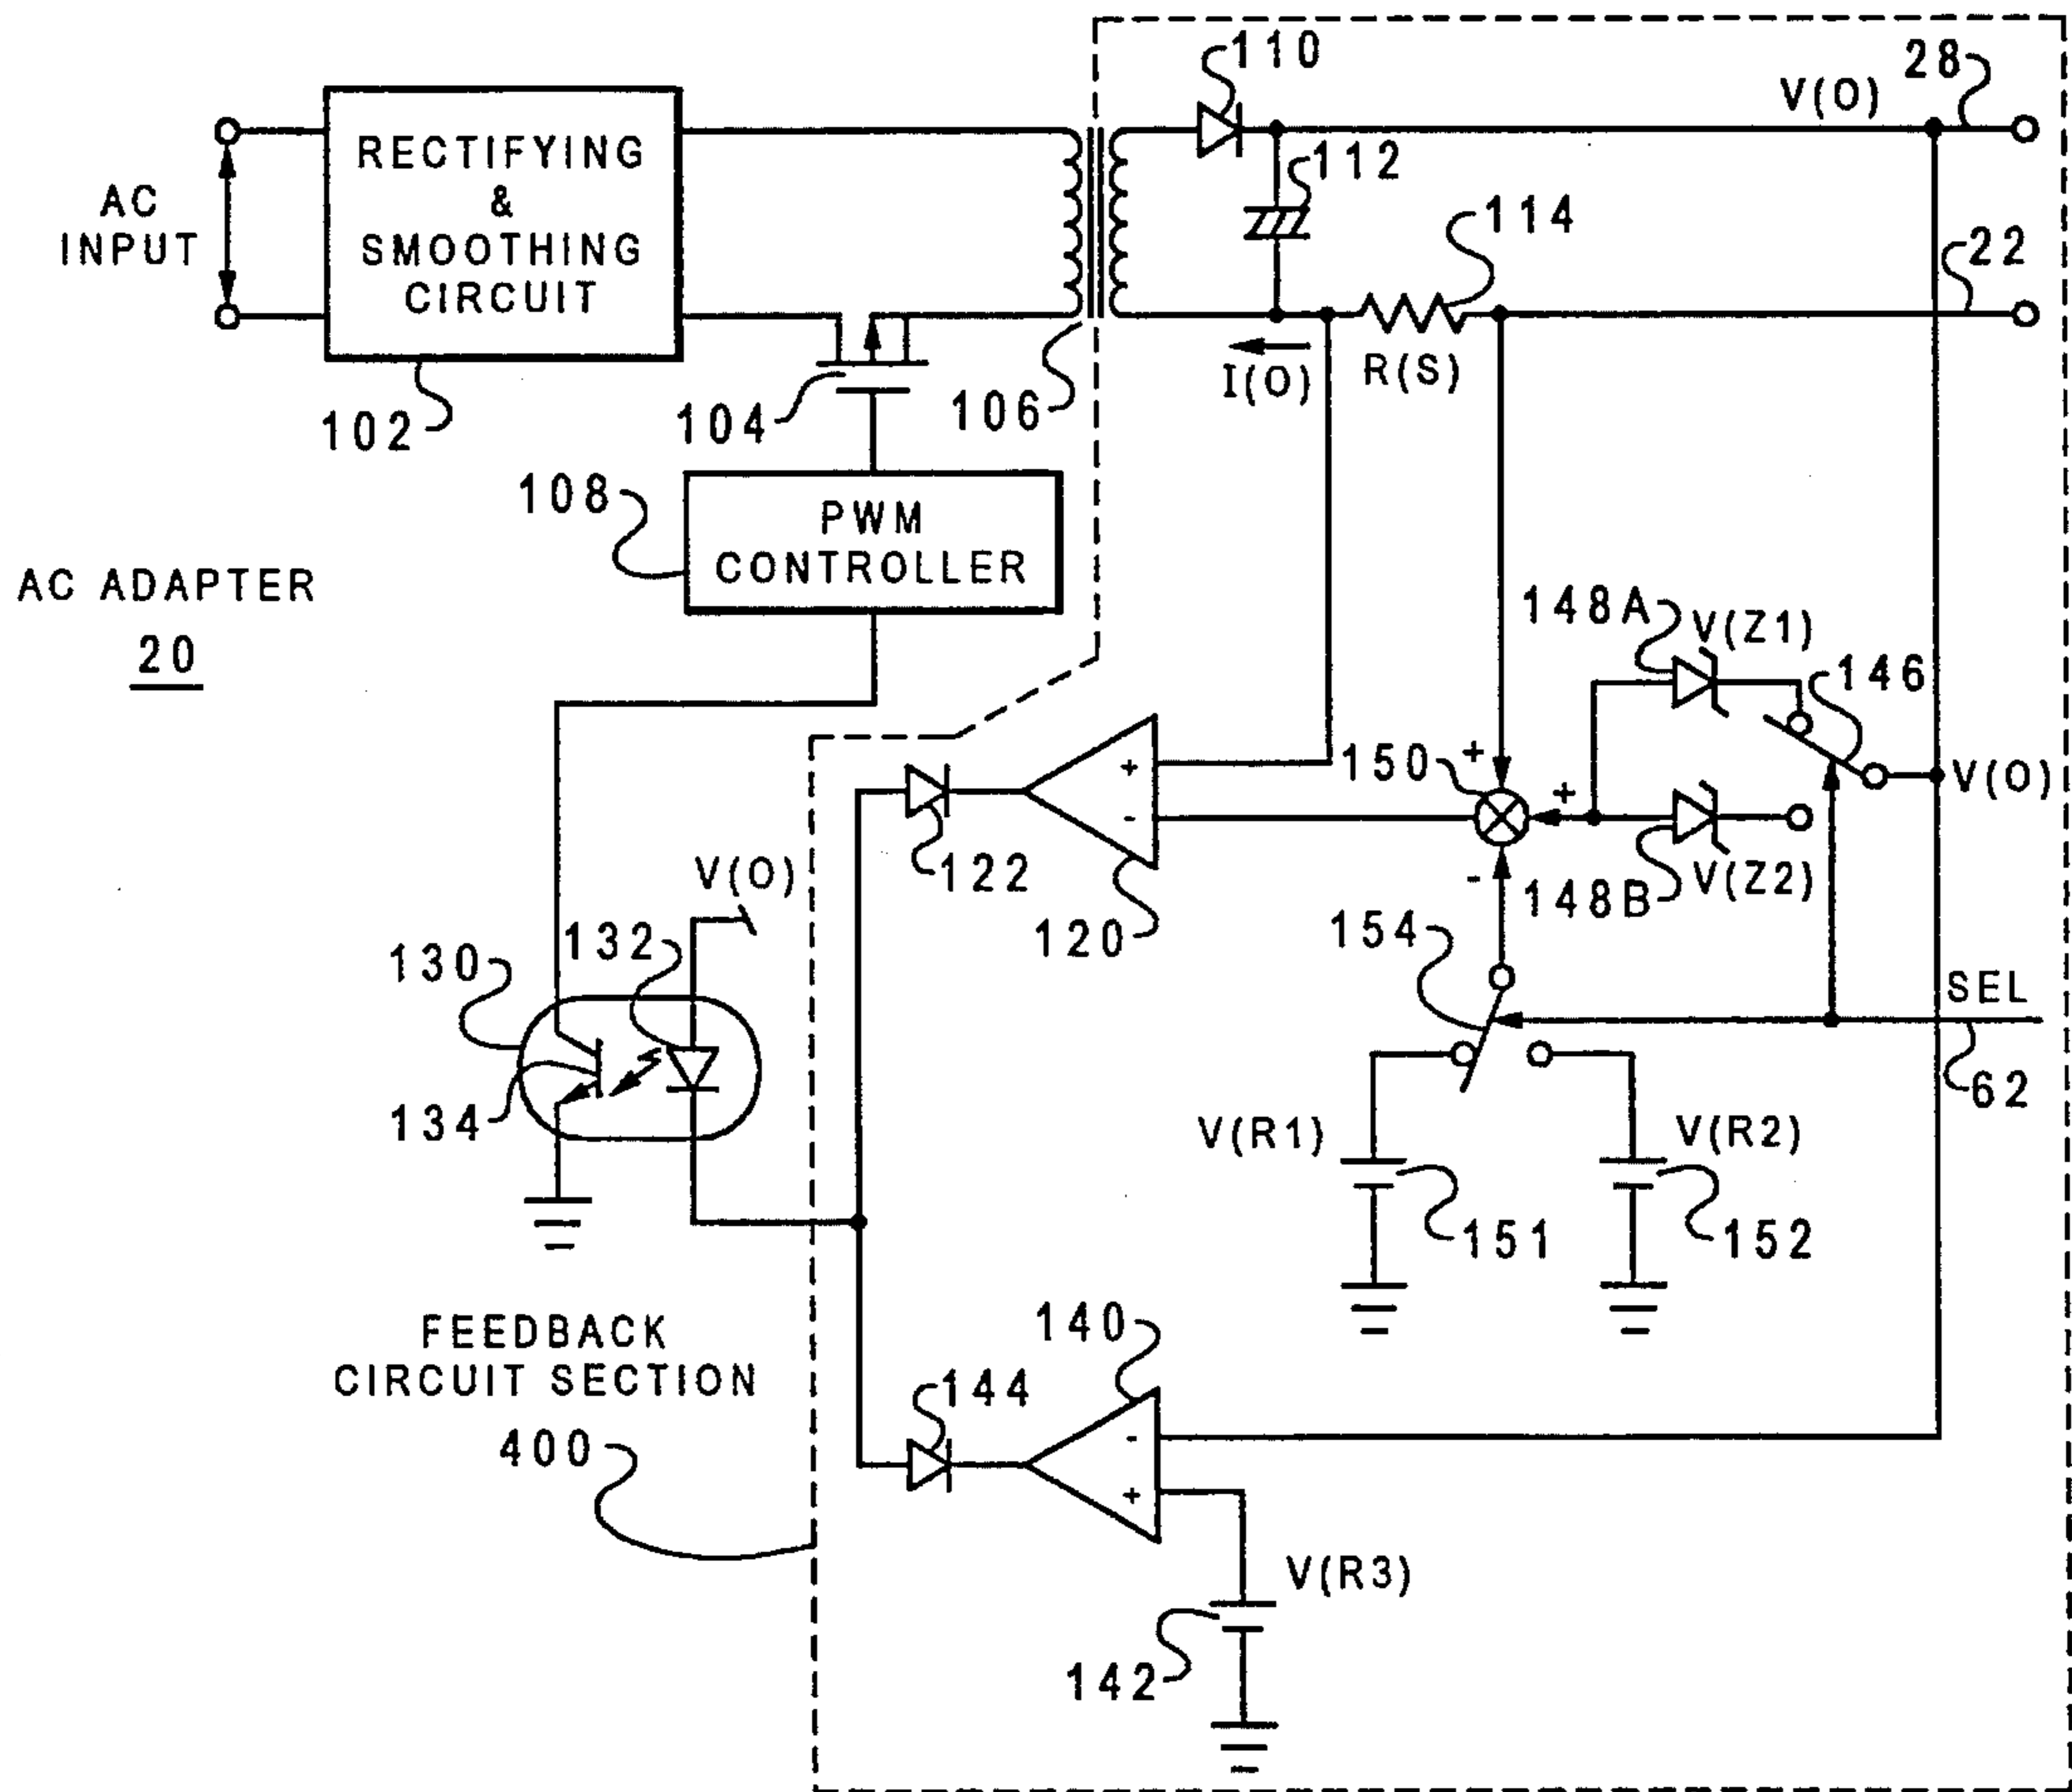 110
28
V(O)
RECTIFYING
&
SMOOTHING
CIRCUIT
AC
INPUT
112
114
22
I(O)
R(S)
102
104
106
108
PWM
CONTROLLER
AC ADAPTER
20
148A
V(Z1)
146
150
+
+
-
+
-
V(O)
122
120
148B
V(Z2)
V(O)
132
130
134
154
SEL
62
V(R1)
V(R2)
151
152
FEEDBACK
CIRCUIT SECTION
400
140
144
-
+
V(R3)
142